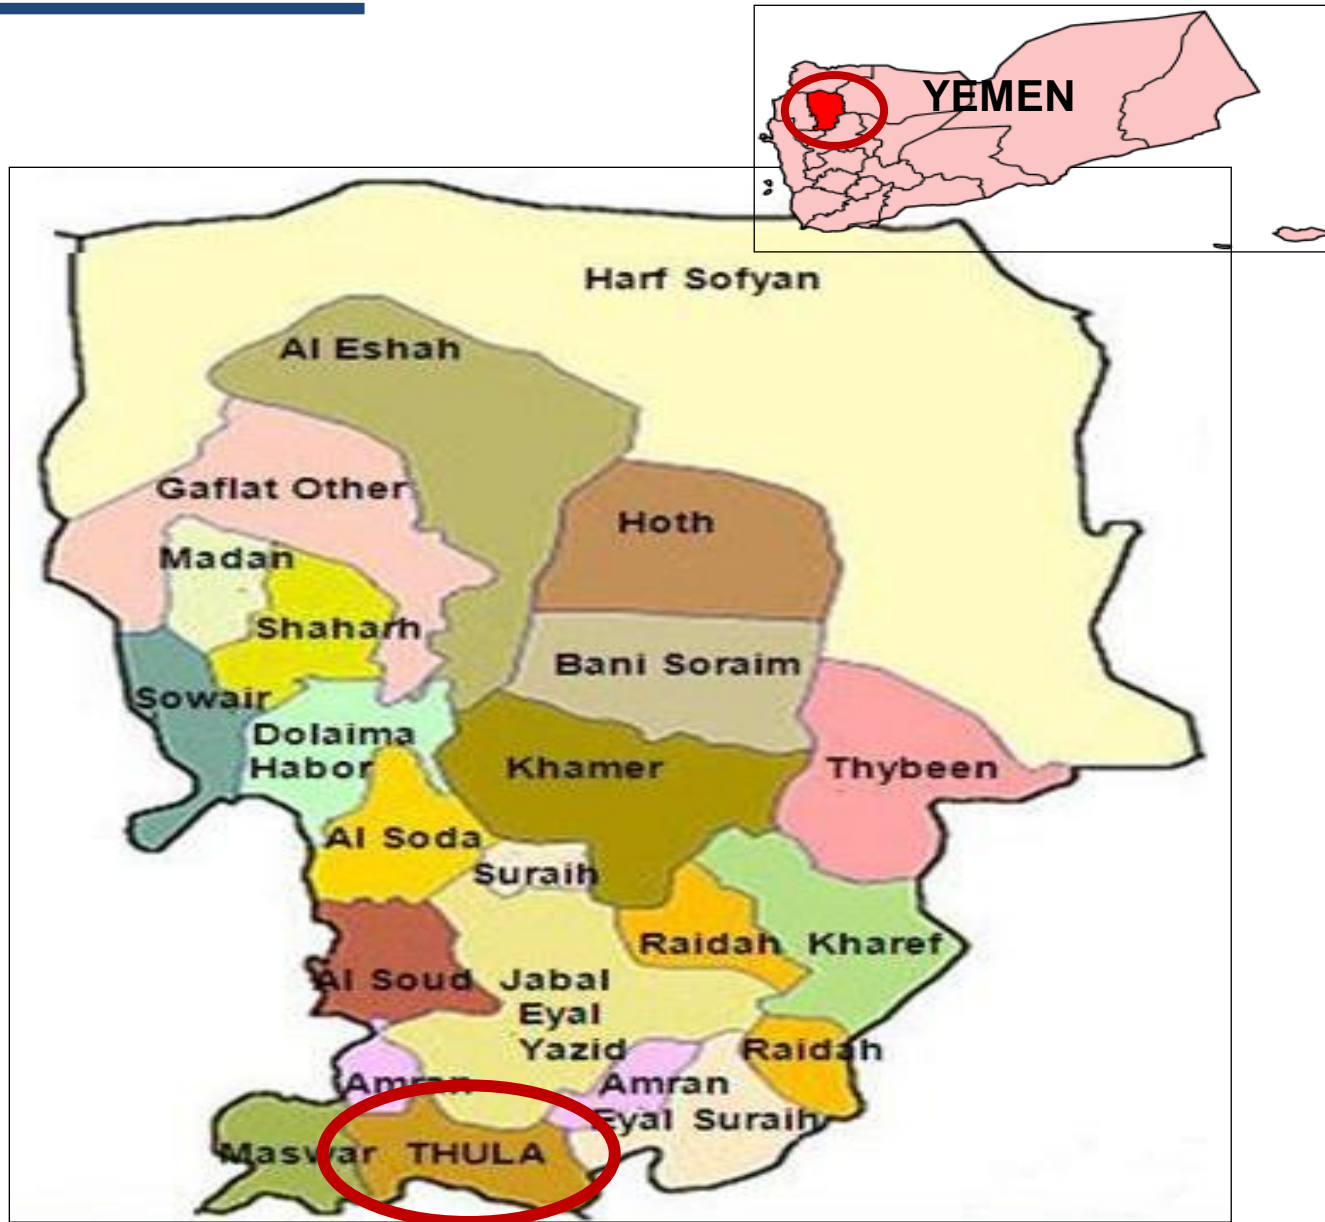 YEMEN
Harf Sofyan
Al Eshah
Gaflat Other
Hoth
Madan
Shaharh
Bani Soraim
Sowair
Dolaima
Habor
Khamer
Thybeen
Al Soda
Suraih
Raidah
Kharef
Al Soud
Jabal
Eyal
Yazid
Raidah
Amran
Amran
Eyal Suraih
Maswar
THULA